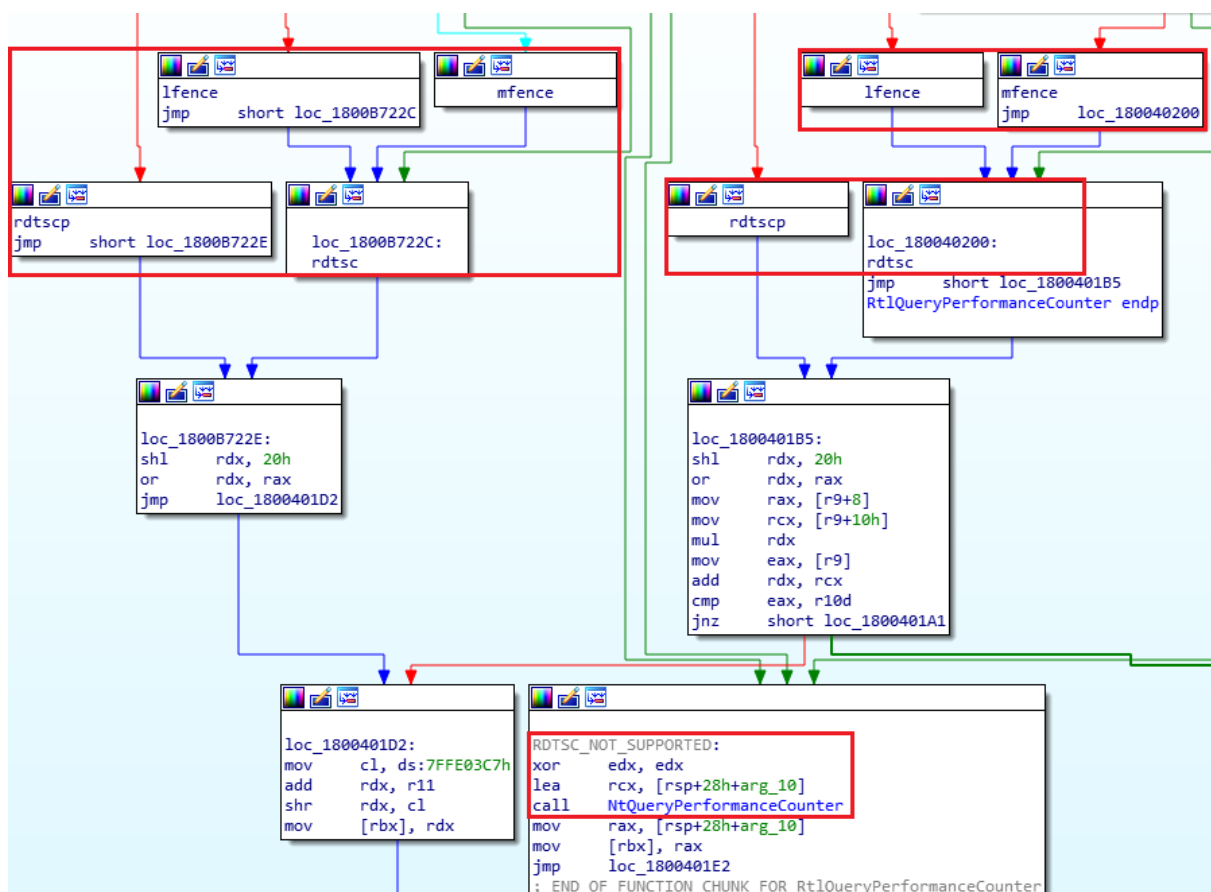 lfence
jmp short loc_1800B722C
mfence
lfence
mfence
jmp loc_180040200
rdtscp
jmp short loc_1800B722E
loc_1800B722C:
rdtsc
rdtscp
loc_180040200:
rdtsc
jmp short loc_1800401B5
RtlQueryPerformanceCounter endp
loc_1800B722E:
shl rdx, 20h
or rdx, rax
jmp loc_1800401D2
loc_1800401B5:
shl rdx, 20h
or rdx, rax
mov rax, [r9+8]
mov rcx, [r9+10h]
mul rdx
mov eax, [r9]
add rdx, rcx
cmp eax, r10d
jnz short loc_1800401A1
loc_1800401D2:
mov cl, ds:7FFE03C7h
add rdx, r11
shr rdx, cl
mov [rbx], rdx
RDTSC_NOT_SUPPORTED:
xor edx, edx
lea rcx, [rsp+28h+arg_10]
call NtQueryPerformanceCounter
mov rax, [rsp+28h+arg_10]
mov [rbx], rax
jmp loc_1800401E2
; END OF FUNCTION CHUNK FOR RtlQueryPerformanceCounter